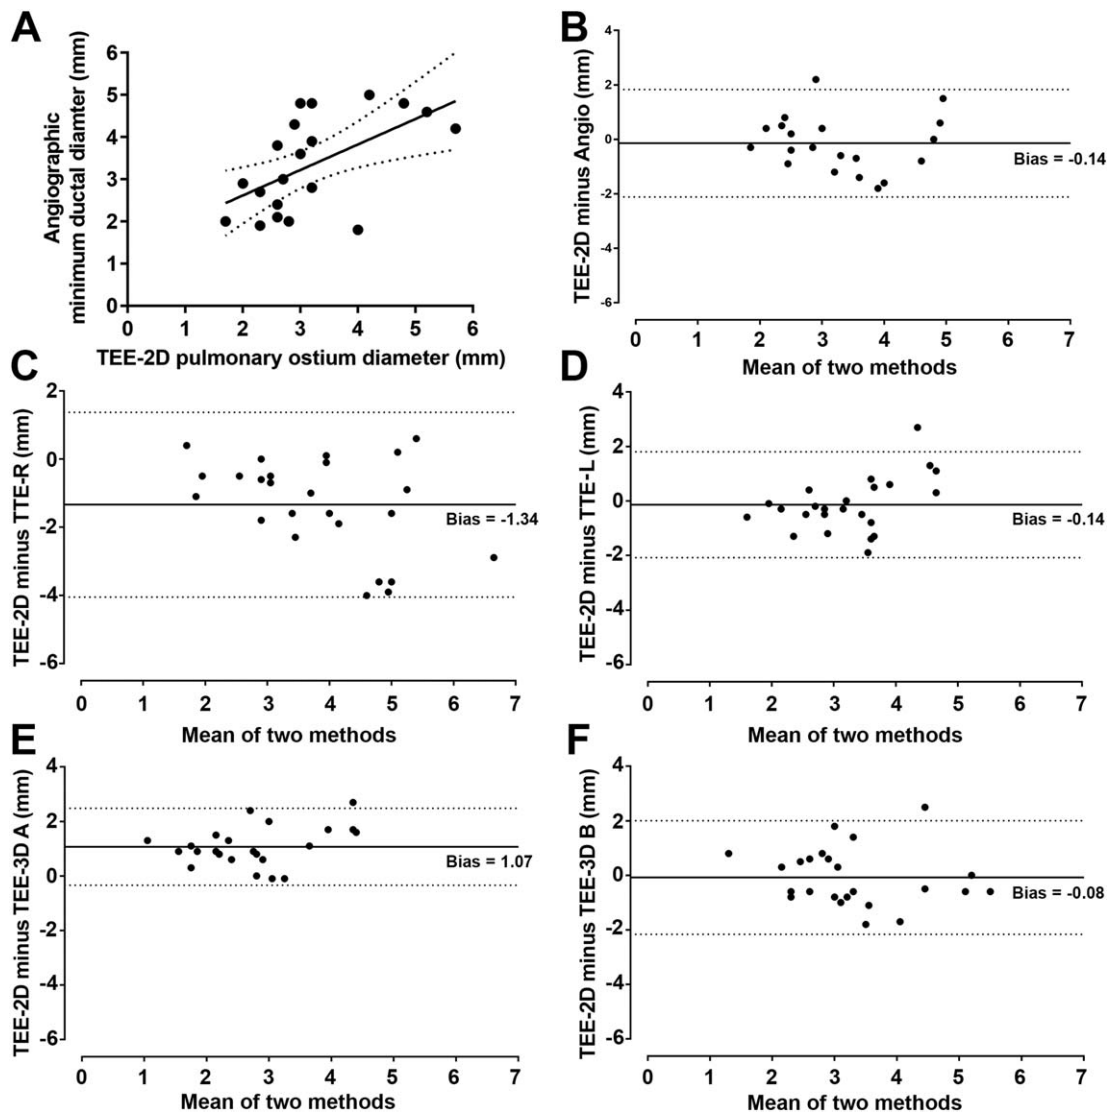 A
Angiographic
minimum ductal diamter (mm)
6
5
4
3
2
1
0
0 1 2 3 4 5 6
TEE-2D pulmonary ostium diameter (mm)
B
TEE-2D minus Angio (mm)
4
2
0
-2
-4
-6
Bias = -0.14
0 1 2 3 4 5 6 7
Mean of two methods
C
TEE-2D minus TTE-R (mm)
2
0
-2
-4
-6
Bias = -1.34
0 1 2 3 4 5 6 7
Mean of two methods
D
TEE-2D minus TTE-L (mm)
4
2
0
-2
-4
-6
Bias = -0.14
0 1 2 3 4 5 6 7
Mean of two methods
E
TEE-2D minus TEE-3D A (mm)
4
2
0
-2
-4
-6
Bias = 1.07
0 1 2 3 4 5 6 7
Mean of two methods
F
TEE-2D minus TEE-3D B (mm)
4
2
0
-2
-4
-6
Bias = -0.08
0 1 2 3 4 5 6 7
Mean of two methods